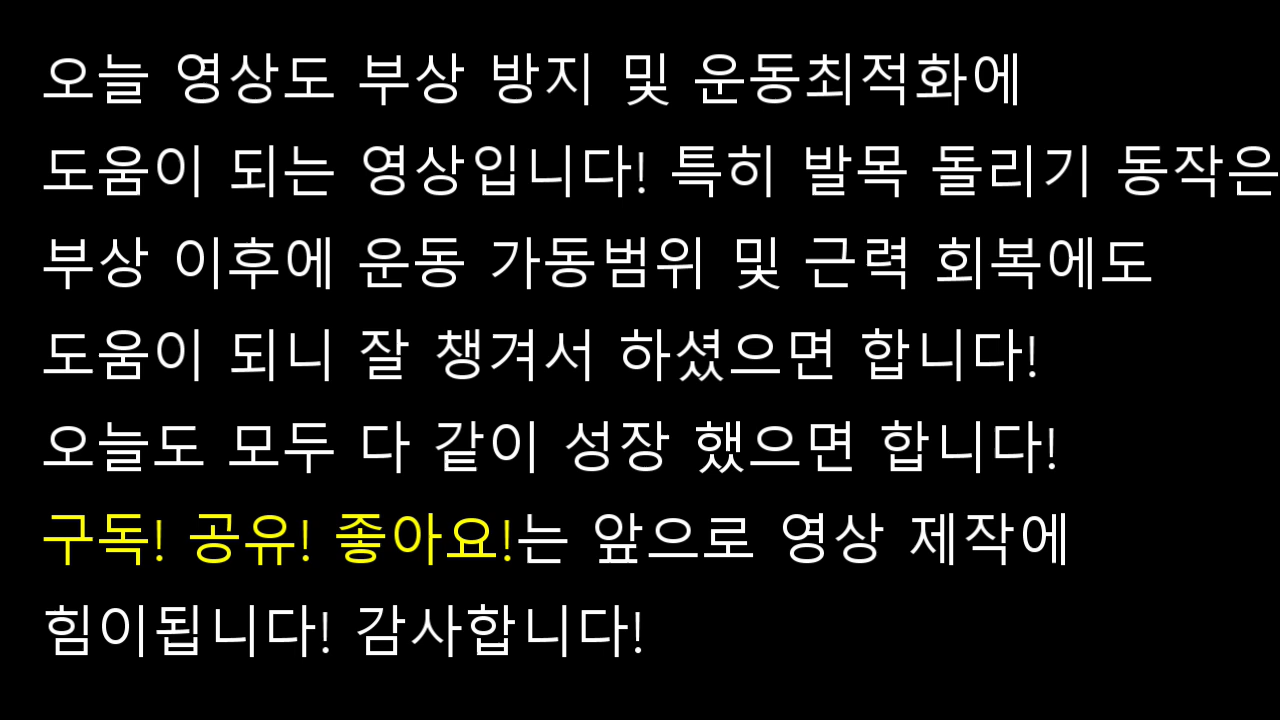 오늘 영상도 부상 방지 및 운동최적화에
도움이 되는 영상입니다! 특히 발목 돌리기 동작은
부상 이후에 운동 가동범위 및 근력 회복에도
도움이 되니 잘 챙겨서 하셨으면 합니다!
오늘도 모두 다 같이 성장 했으면 합니다!
구독! 공유! 좋아요!는 앞으로 영상 제작에
힘이됩니다! 감사합니다!